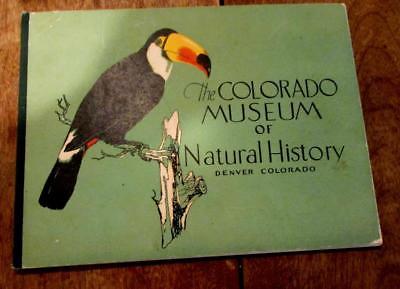 The COLORADO
MUSEUM
OF
Natural History
DENVER COLORADO